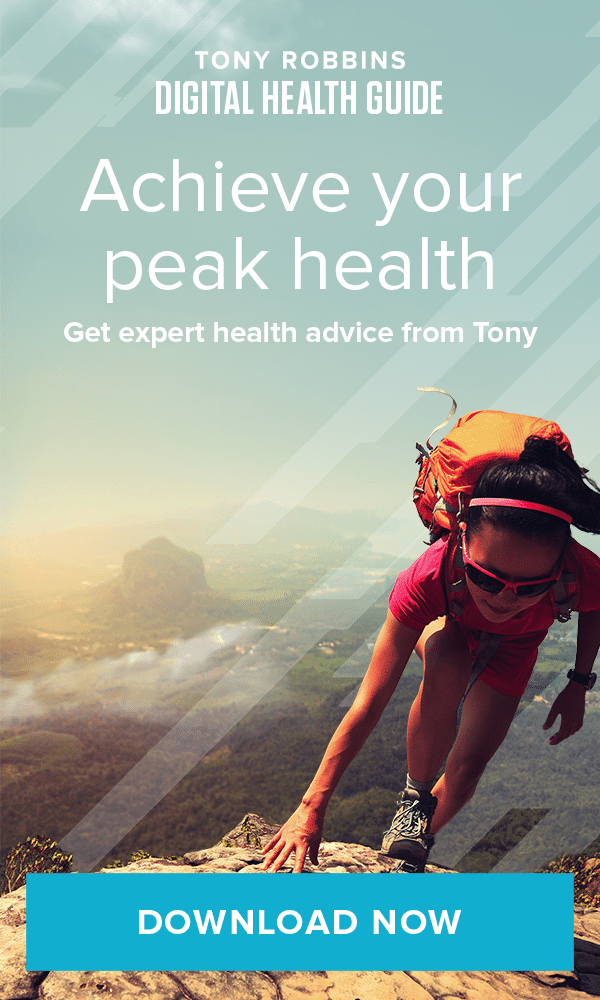 TONY ROBBINS
DIGITAL HEALTH GUIDE
Achieve your
peak health
Get expert health advice from Tony
DOWNLOAD NOW